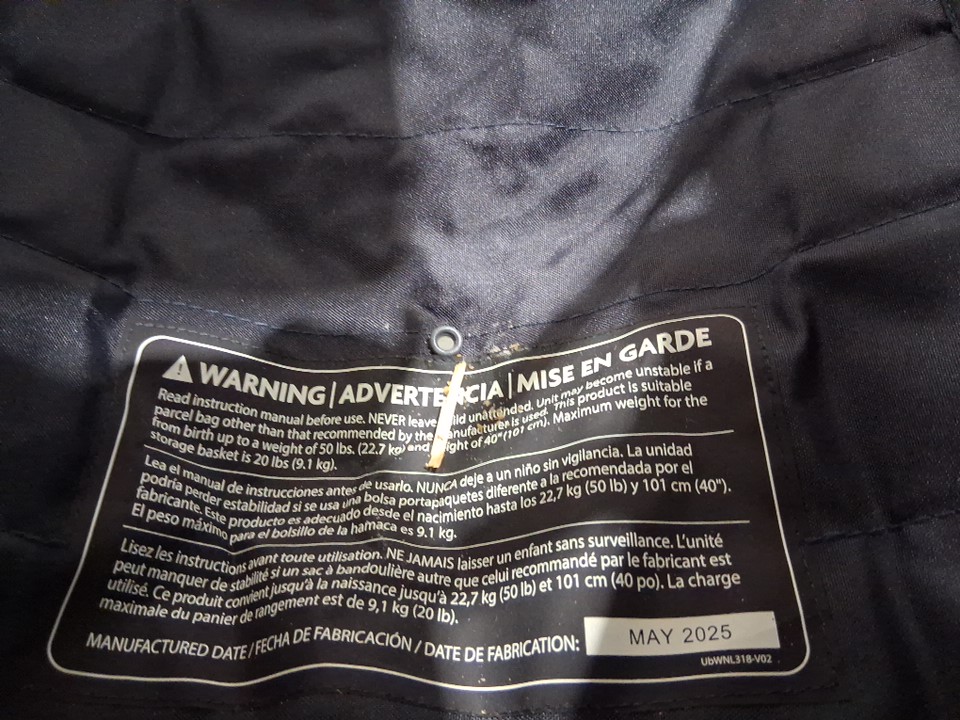 WARNING | ADVERTENCIA | MISE EN GARDE
Read instruction manual before use. NEVER leave child unattended. Unit may become unstable if a
parcel bag other than that recommended by the manufacturer is used. This product is suitable
from birth up to a weight of 50 lbs. (22.7 kg) and height of 40" (101 cm). Maximum weight for the
storage basket is 20 lbs (9.1 kg).
Lea el manual de instrucciones antes de usarlo. NUNCA deje a un niño sin vigilancia. La unidad
podría perder estabilidad si se usa una bolsa portapaquetes diferente a la recomendada por el
fabricante. Este producto es adecuado desde el nacimiento hasta los 22,7 kg (50 lb) y 101 cm (40").
El peso máximo para el bolsillo de la hamaca es 9.1 kg.
Lisez les instructions avant toute utilisation. NE JAMAIS laisser un enfant sans surveillance. L'unité
peut manquer de stabilité si un sac à bandoulière autre que celui recommandé par le fabricant est
utilisé. Ce produit convient jusqu'à la naissance jusqu'à 22,7 kg (50 lb) et 101 cm (40 po). La charge
maximale du panier de rangement est de 9,1 kg (20 lb).
MANUFACTURED DATE / FECHA DE FABRICACIÓN / DATE DE FABRICATION: MAY 2025
UbWNL318-V02